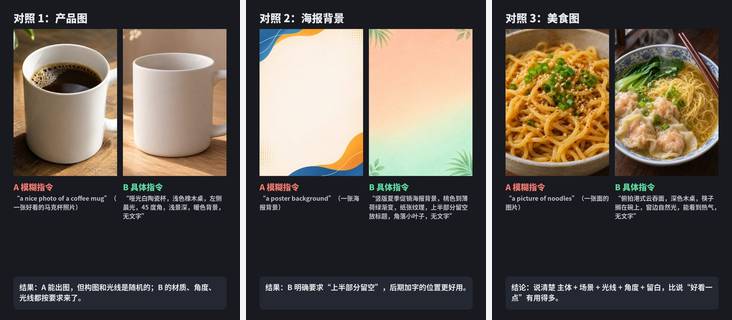 对照 1：产品图
A 模糊指令
"a nice photo of a coffee mug"（
一张好看的马克杯照片）
B 具体指令
"哑光白陶瓷杯，浅色橡木桌，左侧
晨光，45 度角，浅景深，暖色背景，
无文字"
结果：A 能出图，但构图和光线是随机的；B 的材质、角度、
光线都按要求来了。
对照 2：海报背景
A 模糊指令
"a poster background"（一张海
报背景）
B 具体指令
"竖版夏季促销海报背景，桃色到薄
荷绿渐变，纸张纹理，上半部分留空
放标题，角落小叶子，无文字"
结果：B 明确要求"上半部分留空"，后期加字的位置更好用。
对照 3：美食图
A 模糊指令
"a picture of noodles"（一张面的
图片）
B 具体指令
"俯拍港式云吞面，深色木桌，筷子
搁在碗上，窗边自然光，能看到热气，
无文字"
结论：说清楚 主体 + 场景 + 光线 + 角度 + 留白，比说"好看一
点"有用得多。